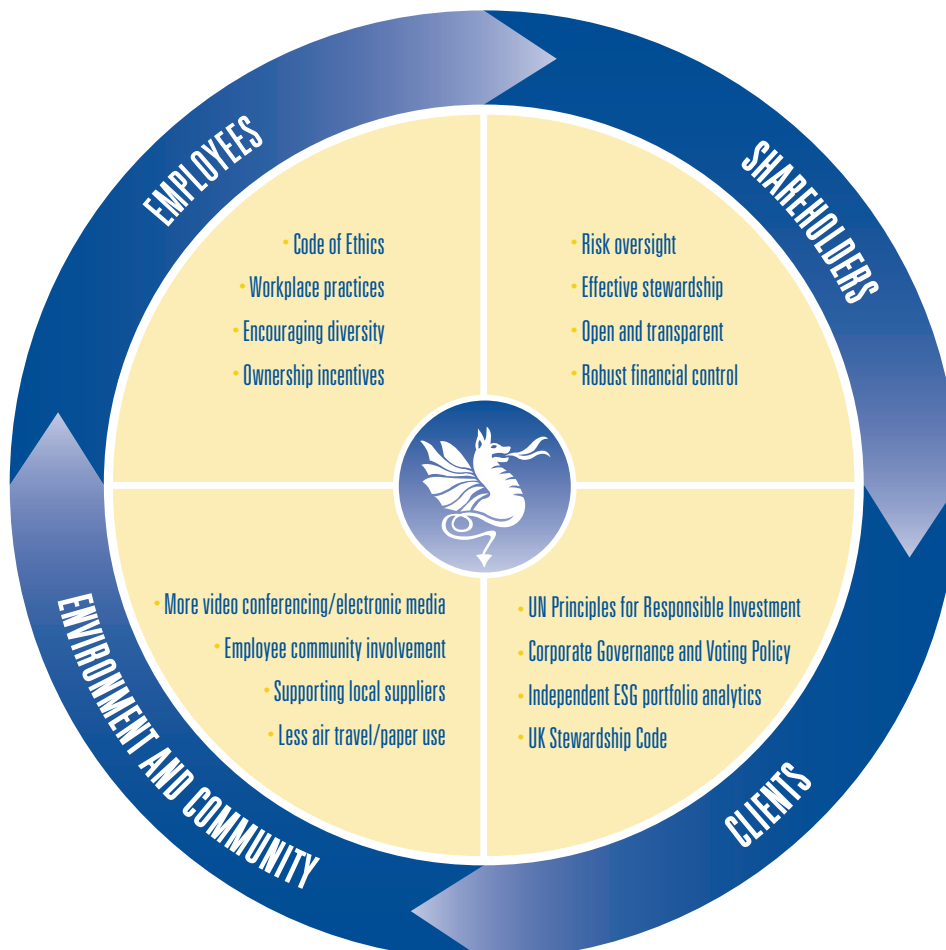 EMPLOYEES
• Code of Ethics
• Workplace practices
• Encouraging diversity
• Ownership incentives
SHAREHOLDERS
• Risk oversight
• Effective stewardship
• Open and transparent
• Robust financial control
ENVIRONMENT AND COMMUNITY
• More video conferencing/electronic media
• Employee community involvement
• Supporting local suppliers
• Less air travel/paper use
CLIENTS
• UN Principles for Responsible Investment
• Corporate Governance and Voting Policy
• Independent ESG portfolio analytics
• UK Stewardship Code